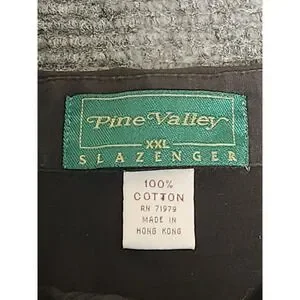 Pine Valley
XXL
SLAZENGER
100%
COTTON
RN 71979
MADE IN
HONG KONG